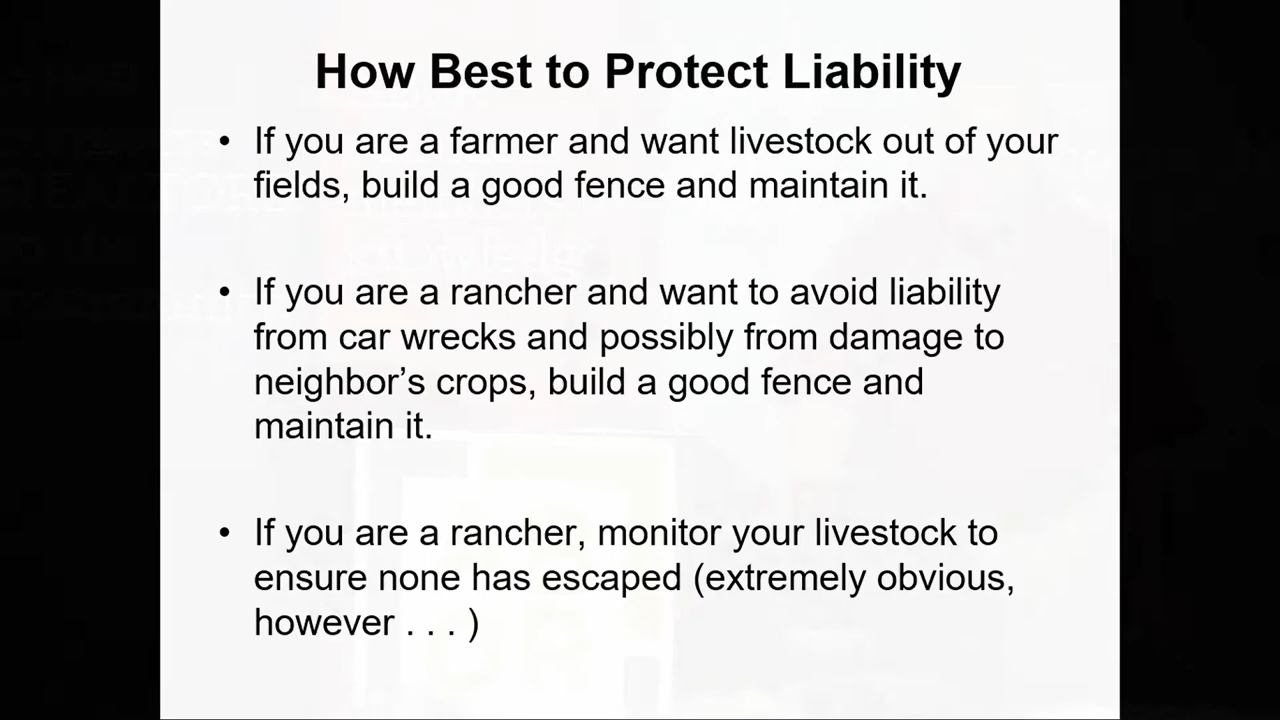 How Best to Protect Liability
• If you are a farmer and want livestock out of your
fields, build a good fence and maintain it.
• If you are a rancher and want to avoid liability
from car wrecks and possibly from damage to
neighbor's crops, build a good fence and
maintain it.
• If you are a rancher, monitor your livestock to
ensure none has escaped (extremely obvious,
however . . . )